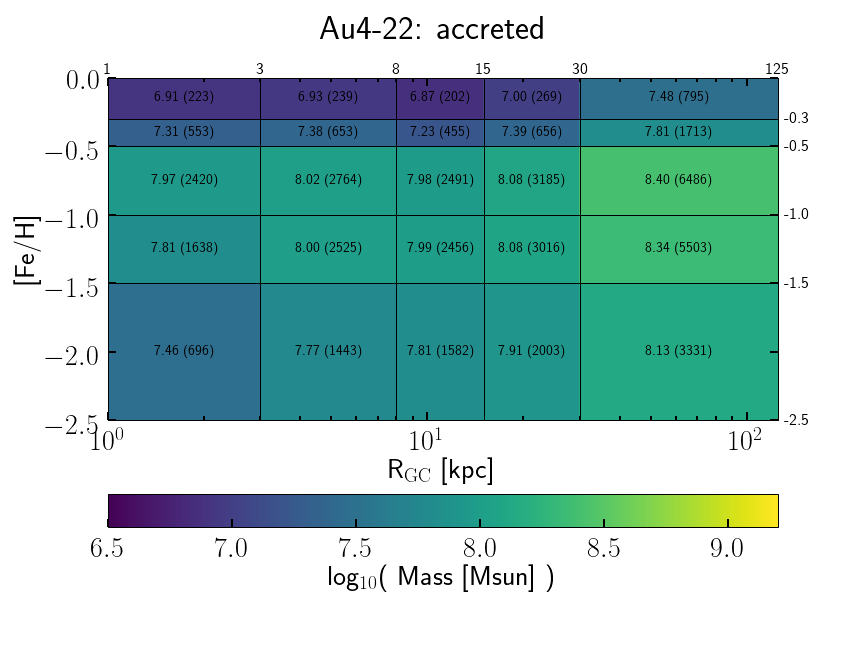 Au4-22: accreted
1 3 8 15 30 125
0.0 6.91 (223) 6.93 (239) 6.87 (202) 7.00 (269) 7.48 (795)
-0.3
7.31 (553) 7.38 (653) 7.23 (455) 7.39 (656) 7.81 (1713)
−0.5 -0.5
7.97 (2420) 8.02 (2764) 7.98 (2491) 8.08 (3185) 8.40 (6486)
−1.0 -1.0
[Fe/H]
7.81 (1638) 8.00 (2525) 7.99 (2456) 8.08 (3016) 8.34 (5503)
−1.5 -1.5
7.46 (696) 7.77 (1443) 7.81 (1582) 7.91 (2003) 8.13 (3331)
−2.0
−2.5 -2.5
10⁰ 10¹ 10²
R_GC [kpc]
6.5 7.0 7.5 8.0 8.5 9.0
log₁₀( Mass [Msun] )